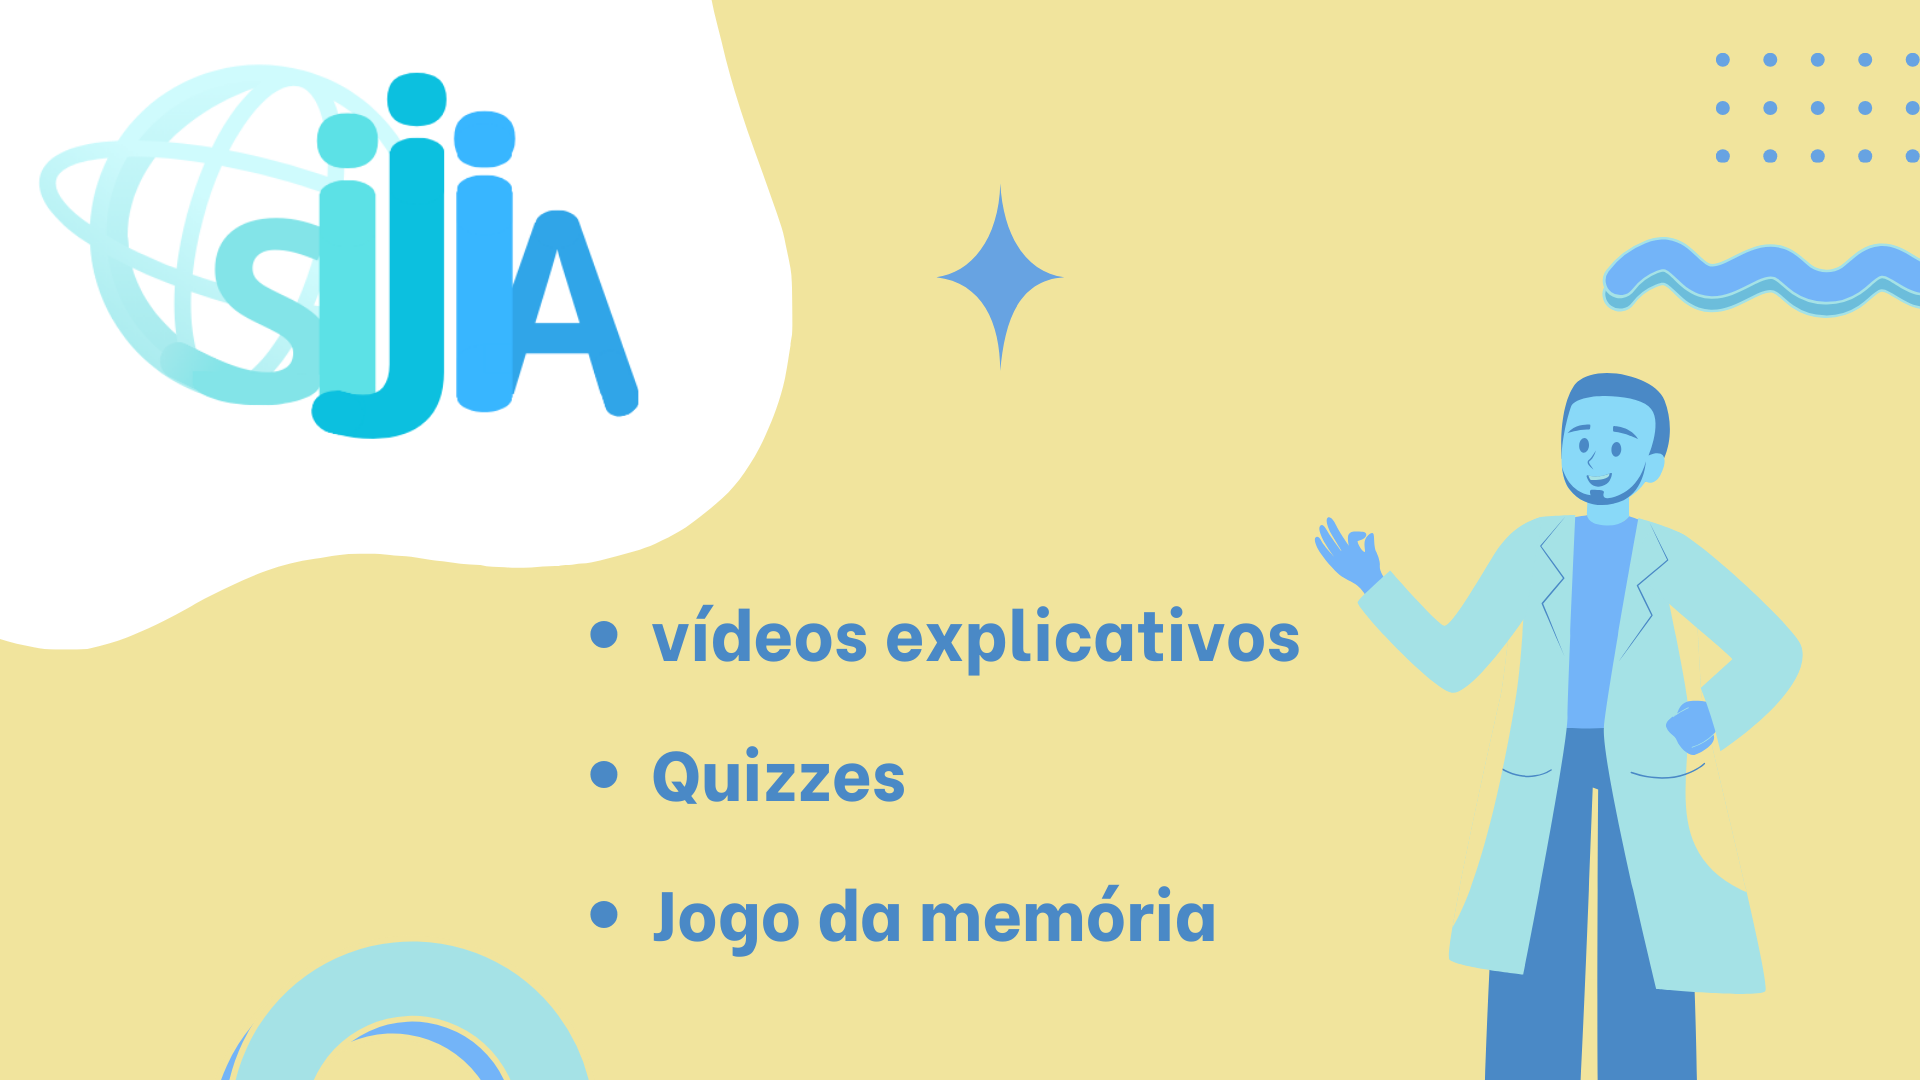 sijiA
• vídeos explicativos
• Quizzes
• Jogo da memória